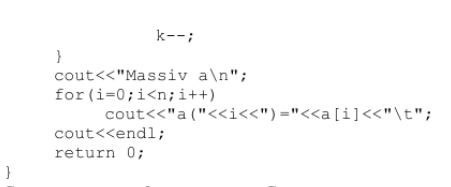 k--;
}
cout<<"Massiv a\n";
for(i=0;i<n;i++)
cout<<"a("<<i<<")="<<a[i]<<"\t";
cout<<endl;
return 0;
}